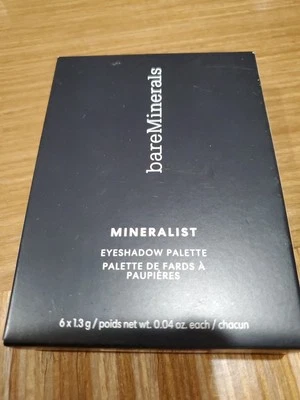 bareMinerals
MINERALIST
EYESHADOW PALETTE
PALETTE DE FARDS À
PAUPIÈRES
6 x 1.3 g / poids net wt. 0.04 oz. each / chacun